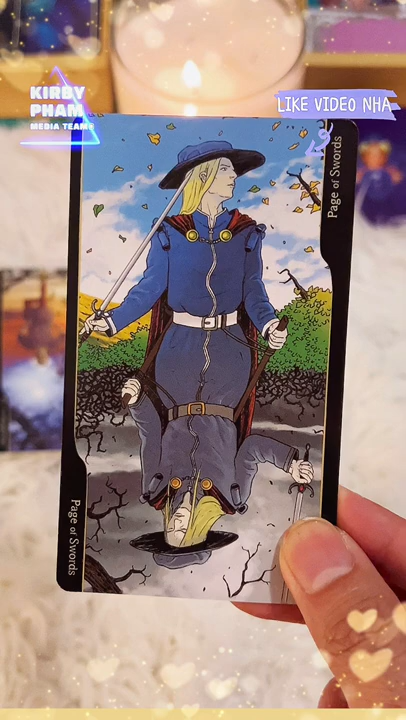 KIRBY
PHAM
MEDIA TEAM®
LIKE VIDEO NHA
Page of Swords
Page of Swords